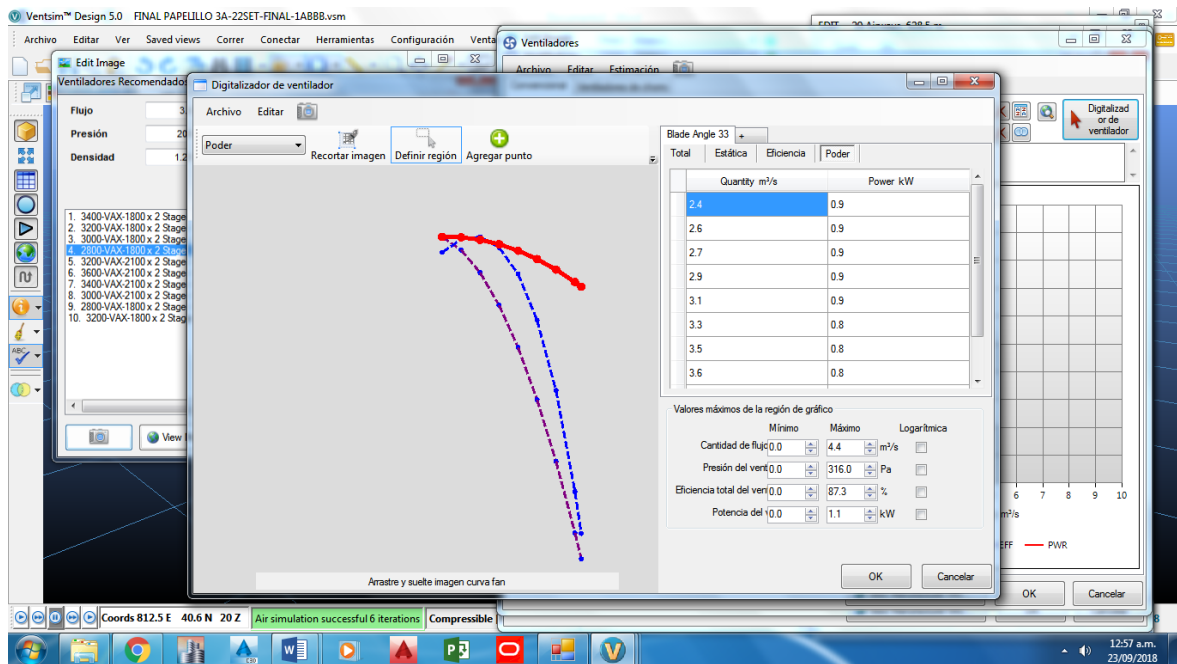 Ventsim™ Design 5.0 FINAL PAPELILLO 3A-22SET-FINAL-1ABBB.vsm
Archivo Editar Ver Saved views Correr Conectar Herramientas Configuración Venta
Edit Image
Ventiladores Recomendados
Flujo
Presión
Densidad
1. 3400-VAX-1800 x 2 Stage
2. 3200-VAX-1800 x 2 Stage
3. 3000-VAX-1800 x 2 Stage
4. 2800-VAX-1800 x 2 Stage
5. 3200-VAX-2100 x 2 Stage
6. 3600-VAX-2100 x 2 Stage
7. 3400-VAX-2100 x 2 Stage
8. 3000-VAX-2100 x 2 Stage
9. 2800-VAX-1800 x 2 Stage
10. 3200-VAX-1800 x 2 Stag
View
Ventiladores
Archivo Editar Estimación
Digitalizad
or de
ventilador
6 7 8 9 10
m³/s
EFF PWR
OK Cancelar
Digitalizador de ventilador
Archivo Editar
Poder
Recortar imagen Definir región Agregar punto
Arrastre y suelte imagen curva fan
Blade Angle 33 +
Total Estática Eficiencia Poder
Quantity m³/s Power kW
2.4 0.9
2.6 0.9
2.7 0.9
2.9 0.9
3.1 0.9
3.3 0.8
3.5 0.8
3.6 0.8
Valores máximos de la región de gráfico
Mínimo Máximo Logarítmica
Cantidad de flujo 0.0 4.4 m³/s
Presión del vent 0.0 316.0 Pa
Eficiencia total del ven 0.0 87.3 %
Potencia del 0.0 1.1 kW
OK Cancelar
Coords 812.5 E 40.6 N 20 Z Air simulation successful 6 iterations Compressible
12:57 a.m.
23/09/2018